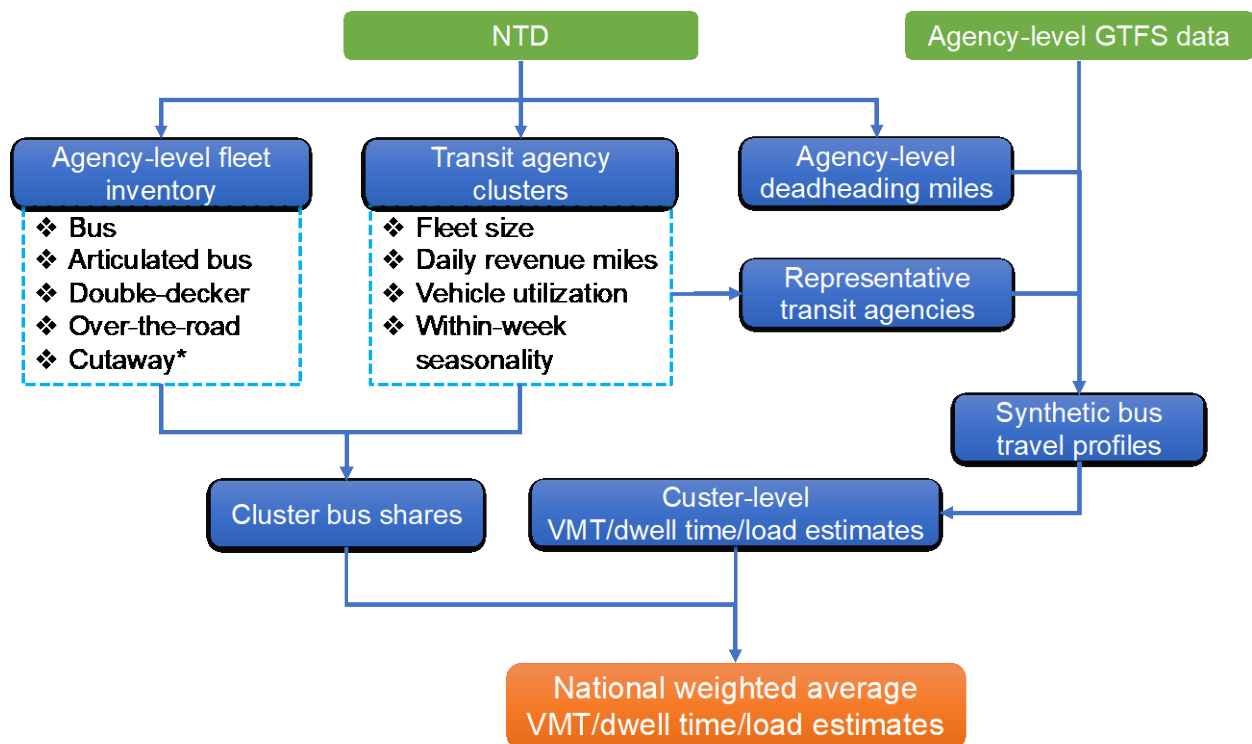 NTD
Agency-level GTFS data
Agency-level fleet
inventory
❖ Bus
❖ Articulated bus
❖ Double-decker
❖ Over-the-road
❖ Cutaway*
Transit agency
clusters
❖ Fleet size
❖ Daily revenue miles
❖ Vehicle utilization
❖ Within-week
seasonality
Agency-level
deadheading miles
Representative
transit agencies
Synthetic bus
travel profiles
Cluster bus shares
Custer-level
VMT/dwell time/load estimates
National weighted average
VMT/dwell time/load estimates